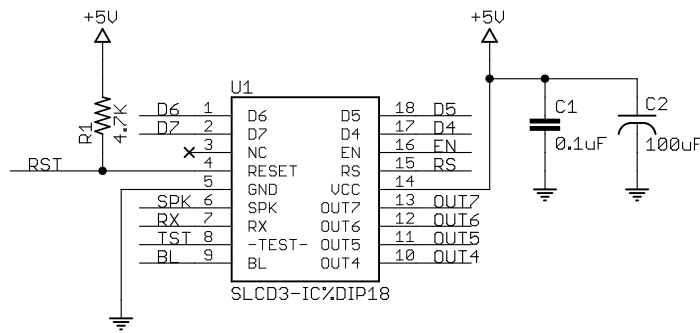 +5V +5V
U1
R1 4.7K
D6 1 D6 D5 18 D5
D7 2 D7 D4 17 D4
3 NC EN 16 EN
RST 4 RESET RS 15 RS
5 GND VCC 14
SPK 6 SPK OUT7 13 OUT7
RX 7 RX OUT6 12 OUT6
TST 8 -TEST- OUT5 11 OUT5
BL 9 BL OUT4 10 OUT4
SLCD3-IC%DIP18
C1
0.1uF
C2
100uF